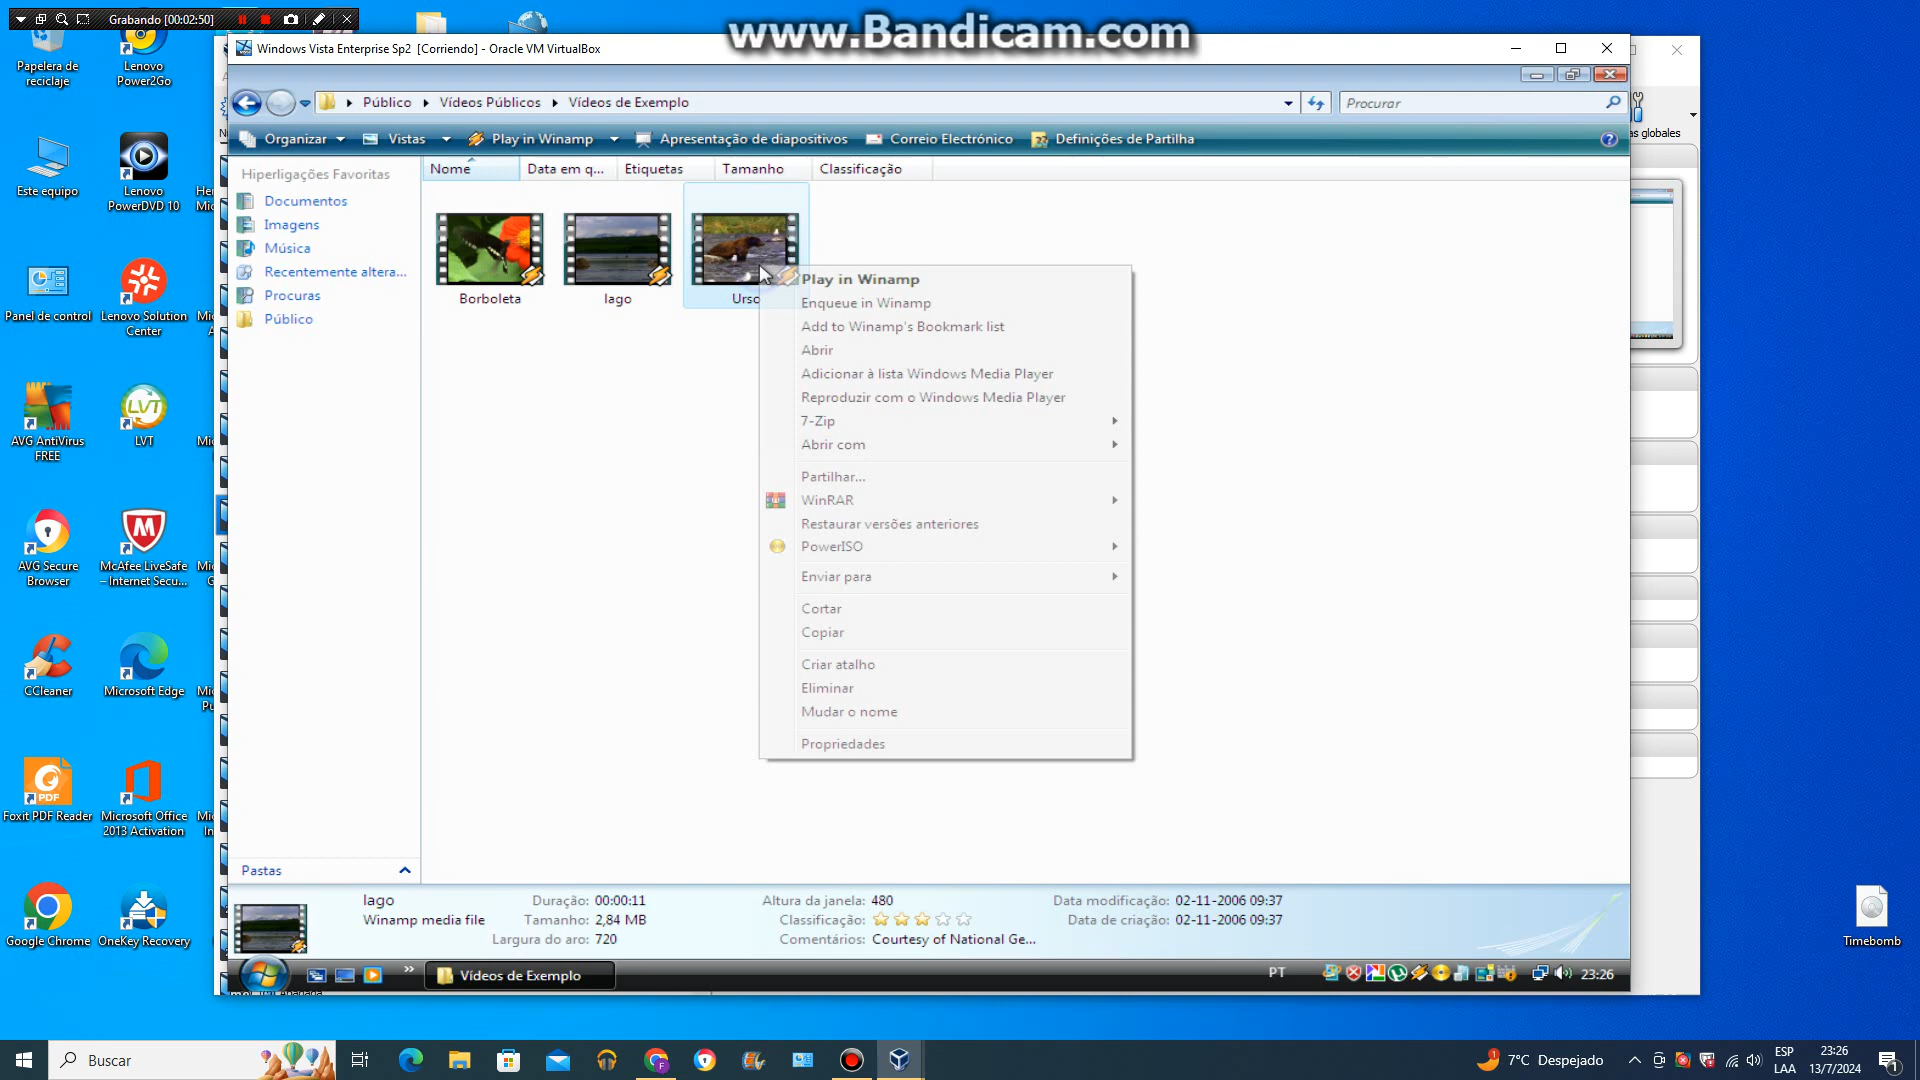 Grabando [00:02:50]
www.Bandicam.com
Windows Vista Enterprise Sp2 [Corriendo] - Oracle VM VirtualBox
Público
Vídeos Públicos
Vídeos de Exemplo
Procurar
Organizar
Vistas
Play in Winamp
Apresentação de diapositivos
Correio Electrónico
Definições de Partilha
Nome
Data em q...
Etiquetas
Tamanho
Classificação
Hiperligações Favoritas
Documentos
Imagens
Música
Recentemente altera...
Procuras
Público
Pastas
Borboleta
lago
Urso
Play in Winamp
Enqueue in Winamp
Add to Winamp's Bookmark list
Abrir
Adicionar à lista Windows Media Player
Reproduzir com o Windows Media Player
7-Zip
Abrir com
Partilhar...
WinRAR
Restaurar versões anteriores
PowerISO
Enviar para
Cortar
Copiar
Criar atalho
Eliminar
Mudar o nome
Propriedades
lago
Winamp media file
Duração: 00:00:11
Tamanho: 2,84 MB
Largura do aro: 720
Altura da janela: 480
Classificação:
Comentários: Courtesy of National Ge...
Data modificação: 02-11-2006 09:37
Data de criação: 02-11-2006 09:37
Vídeos de Exemplo
PT
23:26
as globales
Papelera de
reciclaje
Lenovo
Power2Go
Este equipo
Lenovo
PowerDVD 10
Panel de control
Lenovo Solution
Center
AVG AntiVirus
FREE
LVT
AVG Secure
Browser
McAfee LiveSafe
– Internet Secu...
CCleaner
Microsoft Edge
Foxit PDF Reader
Microsoft Office
2013 Activation
Google Chrome
OneKey Recovery
Timebomb
Buscar
7°C Despejado
ESP
LAA
23:26
13/7/2024